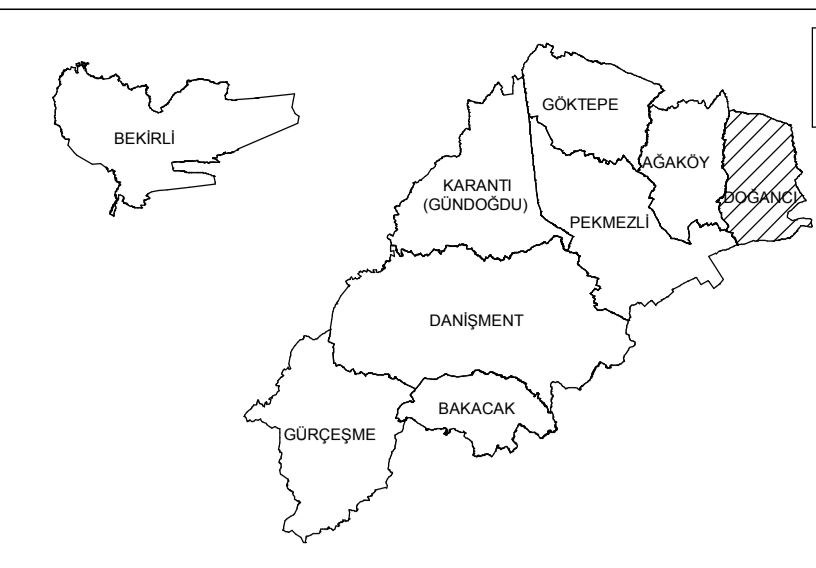 GÖKTEPE
BEKİRLİ
AĞAKÖY
KARANTI
(GÜNDOĞDU)
DOĞANCI
PEKMEZLİ
DANİŞMENT
BAKACAK
GÜRÇEŞME